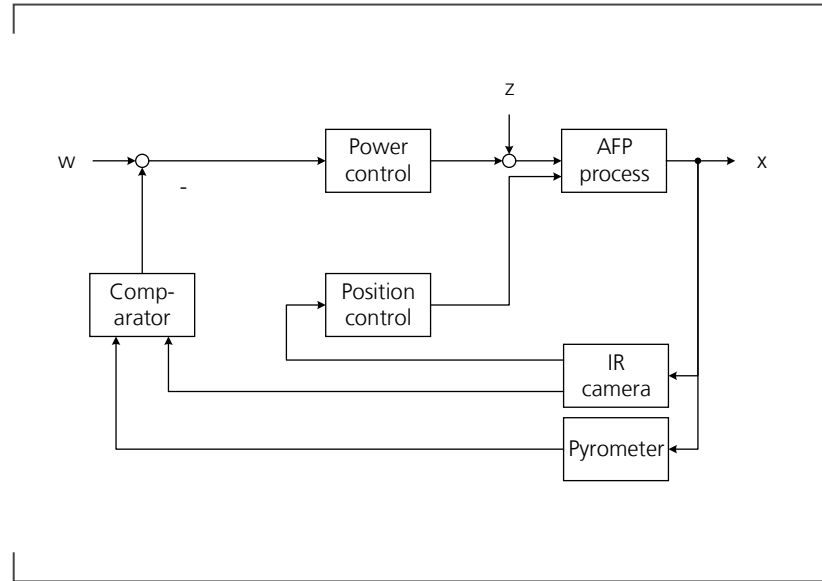 z
w
Power
control
AFP
process
x
-
Comp-
arator
Position
control
IR
camera
Pyrometer